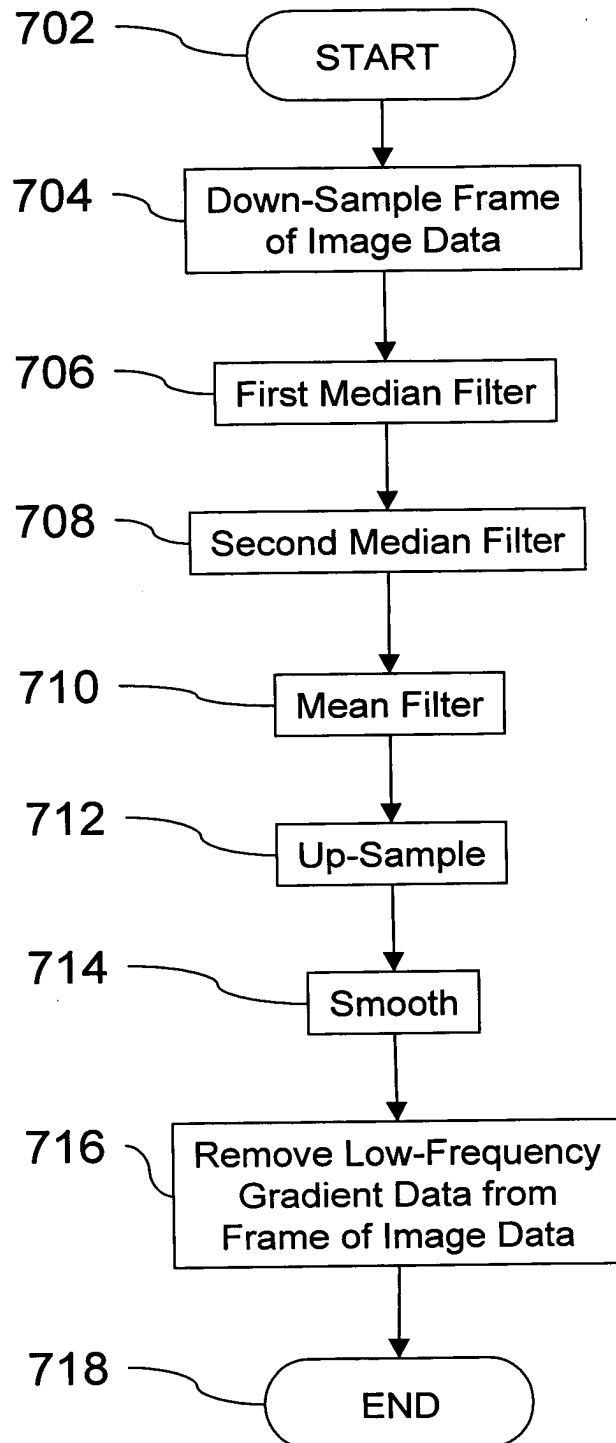 702
START
704
Down-Sample Frame
of Image Data
706
First Median Filter
708
Second Median Filter
710
Mean Filter
712
Up-Sample
714
Smooth
716
Remove Low-Frequency
Gradient Data from
Frame of Image Data
718
END